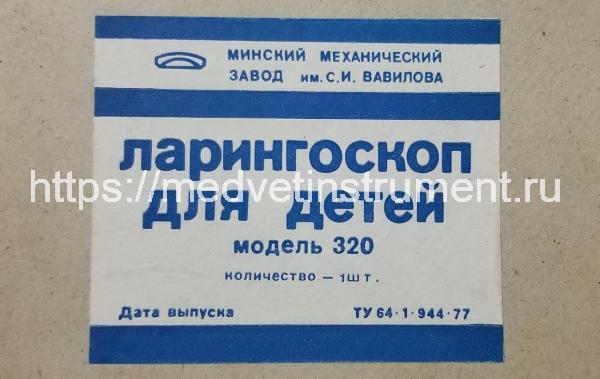 МИНСКИЙ МЕХАНИЧЕСКИЙ
ЗАВОД им. С.И. ВАВИЛОВА
ларингоскоп
https://medvetinstrument.ru
для детей
модель 320
количество – 1шт.
Дата выпуска ТУ 64-1-944-77